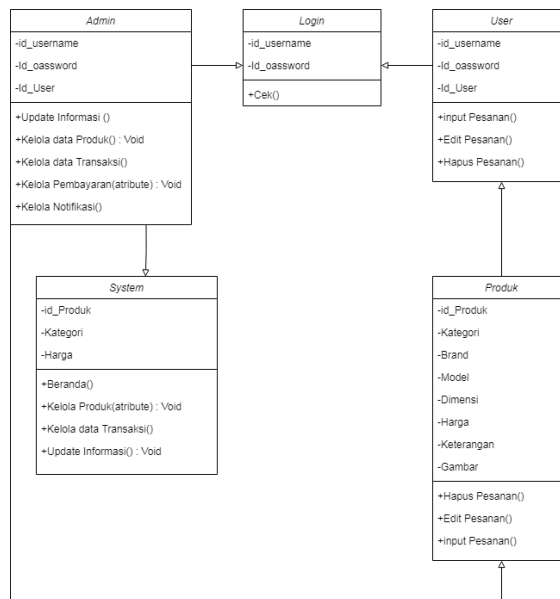 Admin
-id_username
-Id_oassword
-Id_User
+Update Informasi ()
+Kelola data Produk() : Void
+Kelola data Transaksi()
+Kelola Pembayaran(atribute) : Void
+Kelola Notifikasi()
Login
-id_username
-Id_oassword
+Cek()
User
-id_username
-Id_oassword
-Id_User
+input Pesanan()
+Edit Pesanan()
+Hapus Pesanan()
System
-id_Produk
-Kategori
-Harga
+Beranda()
+Kelola Produk(atribute) : Void
+Kelola data Transaksi()
+Update Informasi() : Void
Produk
-id_Produk
-Kategori
-Brand
-Model
-Dimensi
-Harga
-Keterangan
-Gambar
+Hapus Pesanan()
+Edit Pesanan()
+input Pesanan()